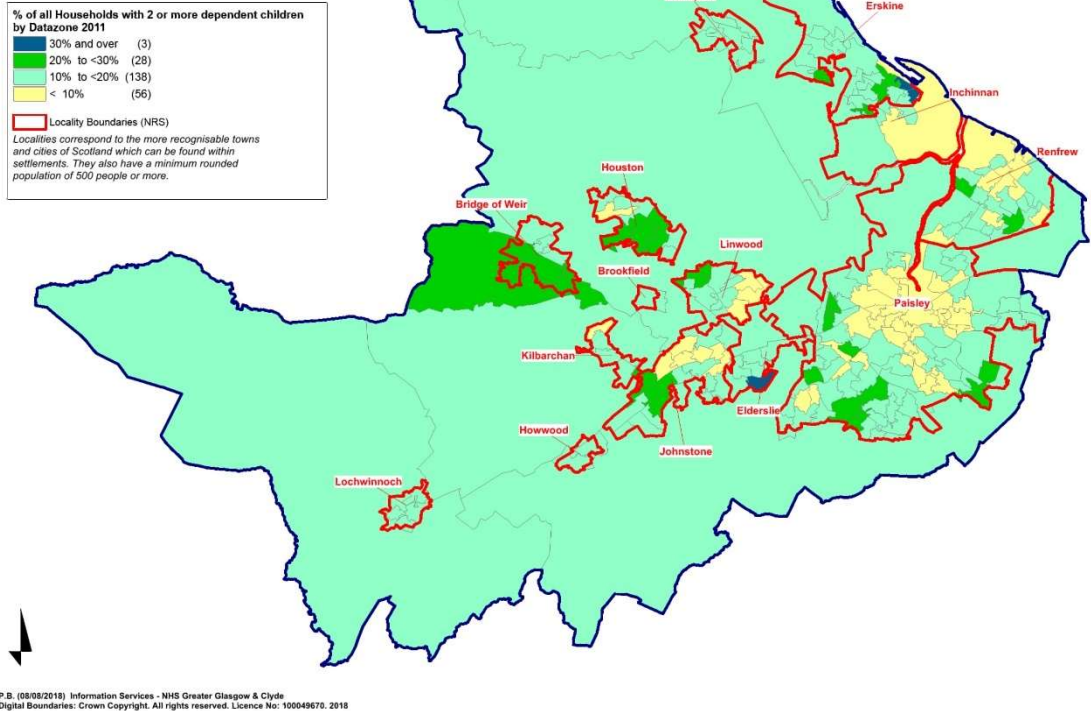 % of all Households with 2 or more dependent children
by Datazone 2011
30% and over (3)
20% to <30% (28)
10% to <20% (138)
< 10% (56)
Locality Boundaries (NRS)
Localities correspond to the more recognisable towns
and cities of Scotland which can be found within
settlements. They also have a minimum rounded
population of 500 people or more.
Erskine
Inchinnan
Renfrew
Houston
Bridge of Weir
Linwood
Brookfield
Paisley
Kilbarchan
Elderslie
Howwood
Johnstone
Lochwinnoch
P.B. (08/08/2018) Information Services - NHS Greater Glasgow & Clyde
Digital Boundaries: Crown Copyright. All rights reserved. Licence No: 100049670. 2018